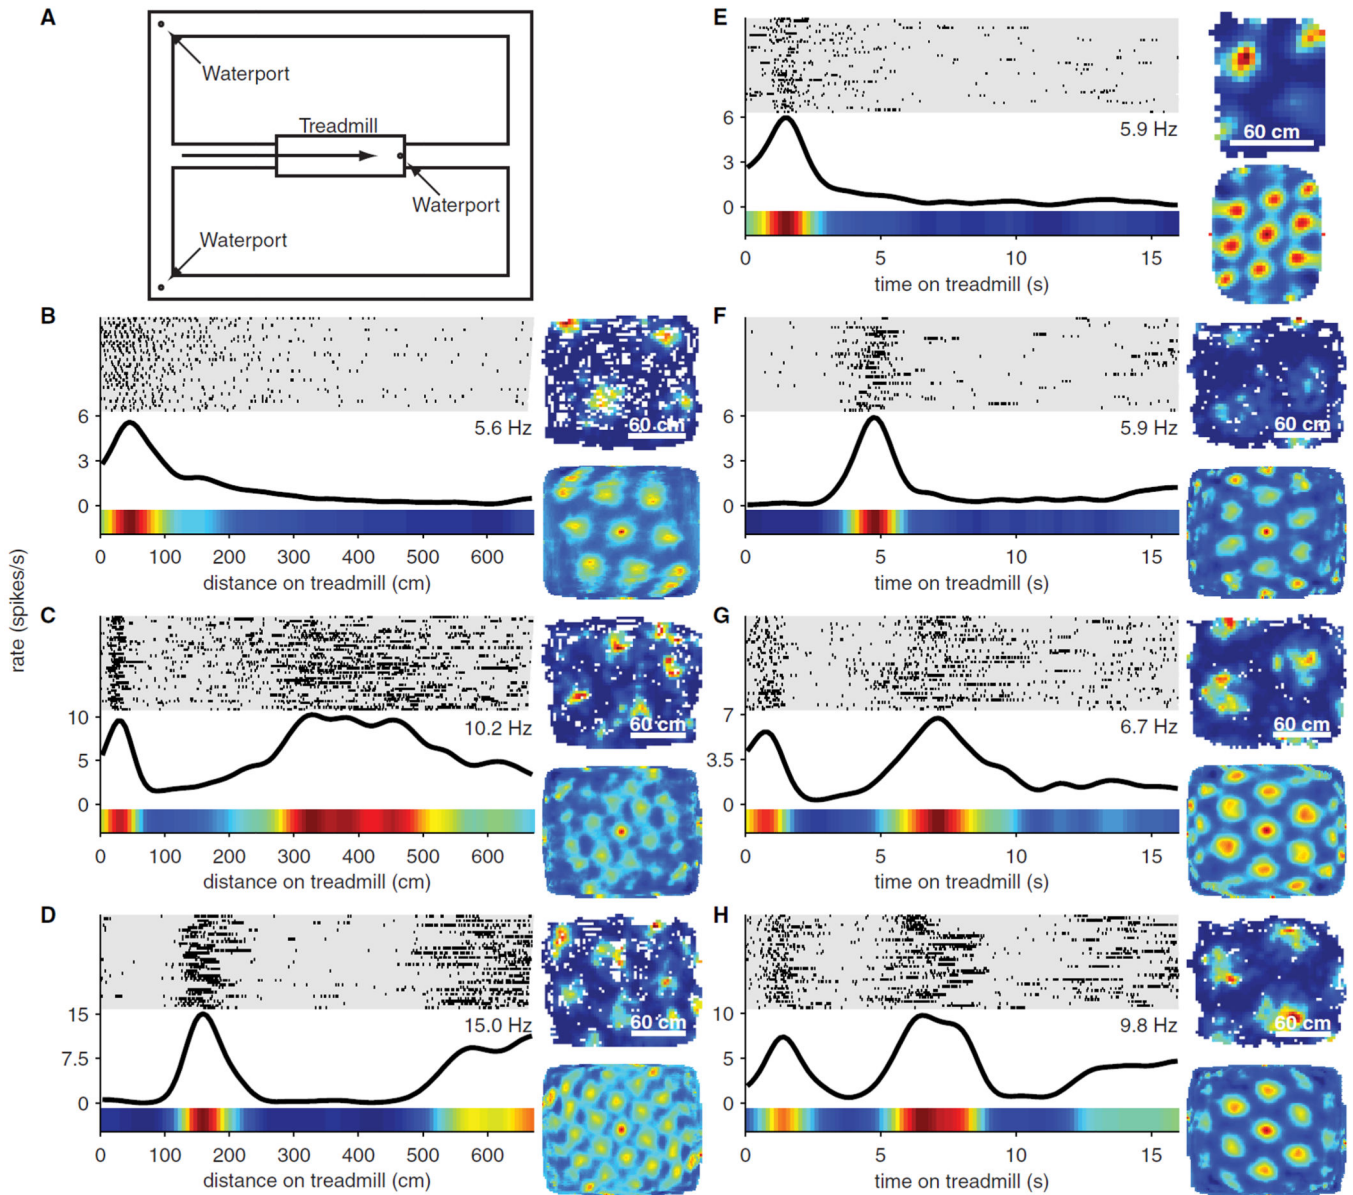 A
Waterport
Treadmill
Waterport
Waterport
B
6
3
0
5.6 Hz
60 cm
0 100 200 300 400 500 600
distance on treadmill (cm)
rate (spikes/s)
C
10
5
0
10.2 Hz
60 cm
0 100 200 300 400 500 600
distance on treadmill (cm)
D
15
7.5
0
15.0 Hz
60 cm
0 100 200 300 400 500 600
distance on treadmill (cm)
E
6
3
0
5.9 Hz
60 cm
0 5 10 15
time on treadmill (s)
F
6
3
0
5.9 Hz
60 cm
0 5 10 15
time on treadmill (s)
G
7
3.5
0
6.7 Hz
60 cm
0 5 10 15
time on treadmill (s)
H
10
5
0
9.8 Hz
60 cm
0 5 10 15
time on treadmill (s)